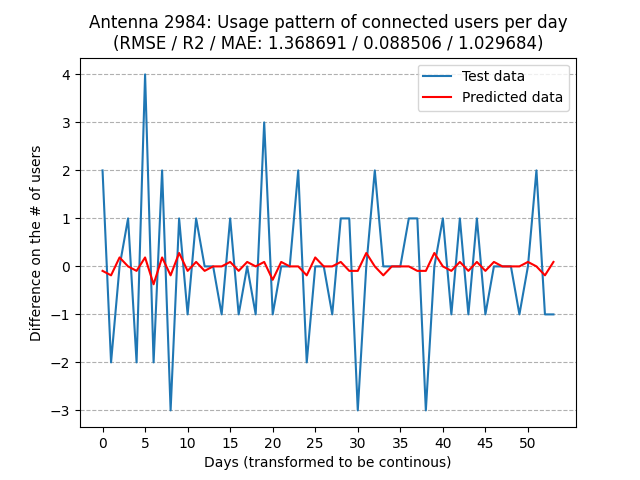 Antenna 2984: Usage pattern of connected users per day
(RMSE / R2 / MAE: 1.368691 / 0.088506 / 1.029684)
Test data
Predicted data
4
3
2
1
0
−1
−2
−3
Difference on the # of users
0 5 10 15 20 25 30 35 40 45 50
Days (transformed to be continous)